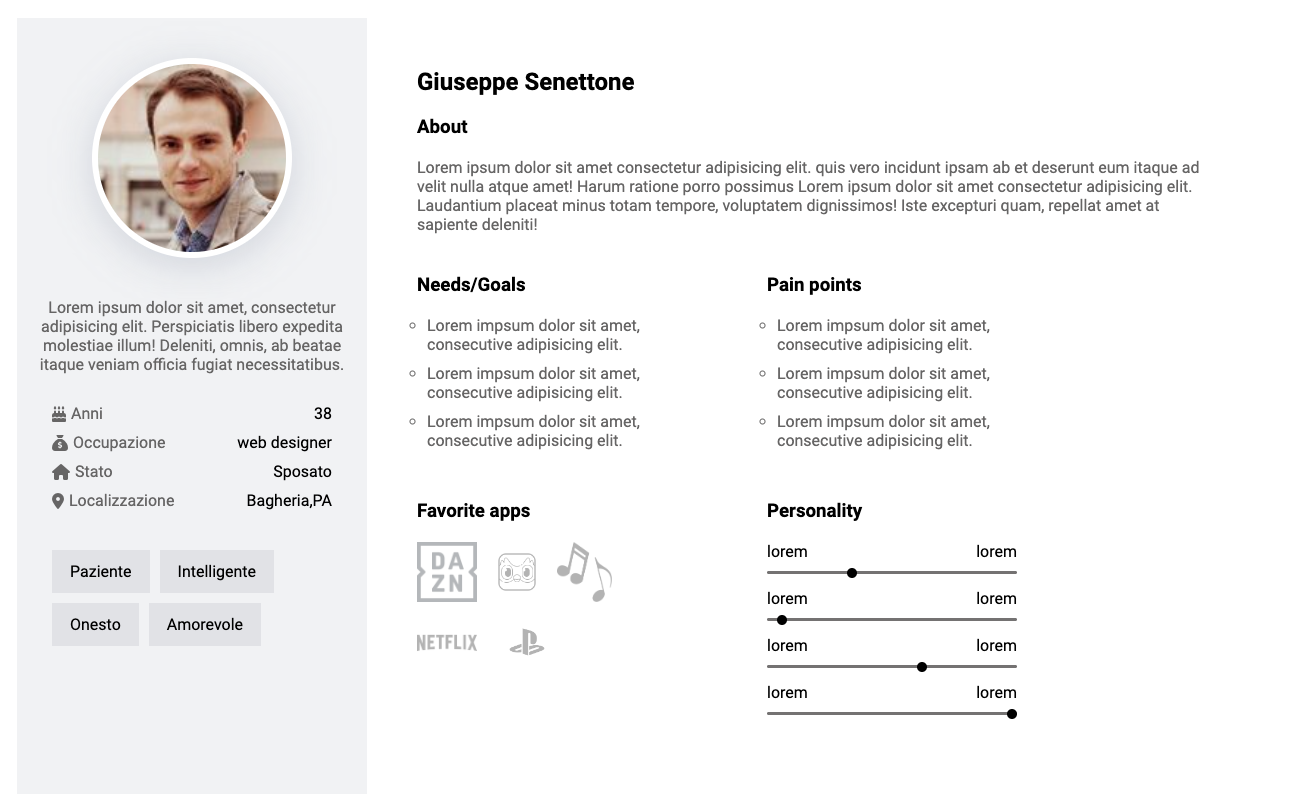 Lorem ipsum dolor sit amet, consectetur
adipisicing elit. Perspiciatis libero expedita
molestiae illum! Deleniti, omnis, ab beatae
itaque veniam officia fugiat necessitatibus.
Anni 38
$ Occupazione web designer
Stato Sposato
Localizzazione Bagheria,PA
Paziente Intelligente
Onesto Amorevole
Giuseppe Senettone
About
Lorem ipsum dolor sit amet consectetur adipisicing elit. quis vero incidunt ipsam ab et deserunt eum itaque ad
velit nulla atque amet! Harum ratione porro possimus Lorem ipsum dolor sit amet consectetur adipisicing elit.
Laudantium placeat minus totam tempore, voluptatem dignissimos! Iste excepturi quam, repellat amet at
sapiente deleniti!
Needs/Goals
Lorem impsum dolor sit amet,
consecutive adipisicing elit.
Lorem impsum dolor sit amet,
consecutive adipisicing elit.
Lorem impsum dolor sit amet,
consecutive adipisicing elit.
Pain points
Lorem impsum dolor sit amet,
consecutive adipisicing elit.
Lorem impsum dolor sit amet,
consecutive adipisicing elit.
Lorem impsum dolor sit amet,
consecutive adipisicing elit.
Favorite apps
DA
ZN
NETFLIX
Personality
lorem lorem
lorem lorem
lorem lorem
lorem lorem